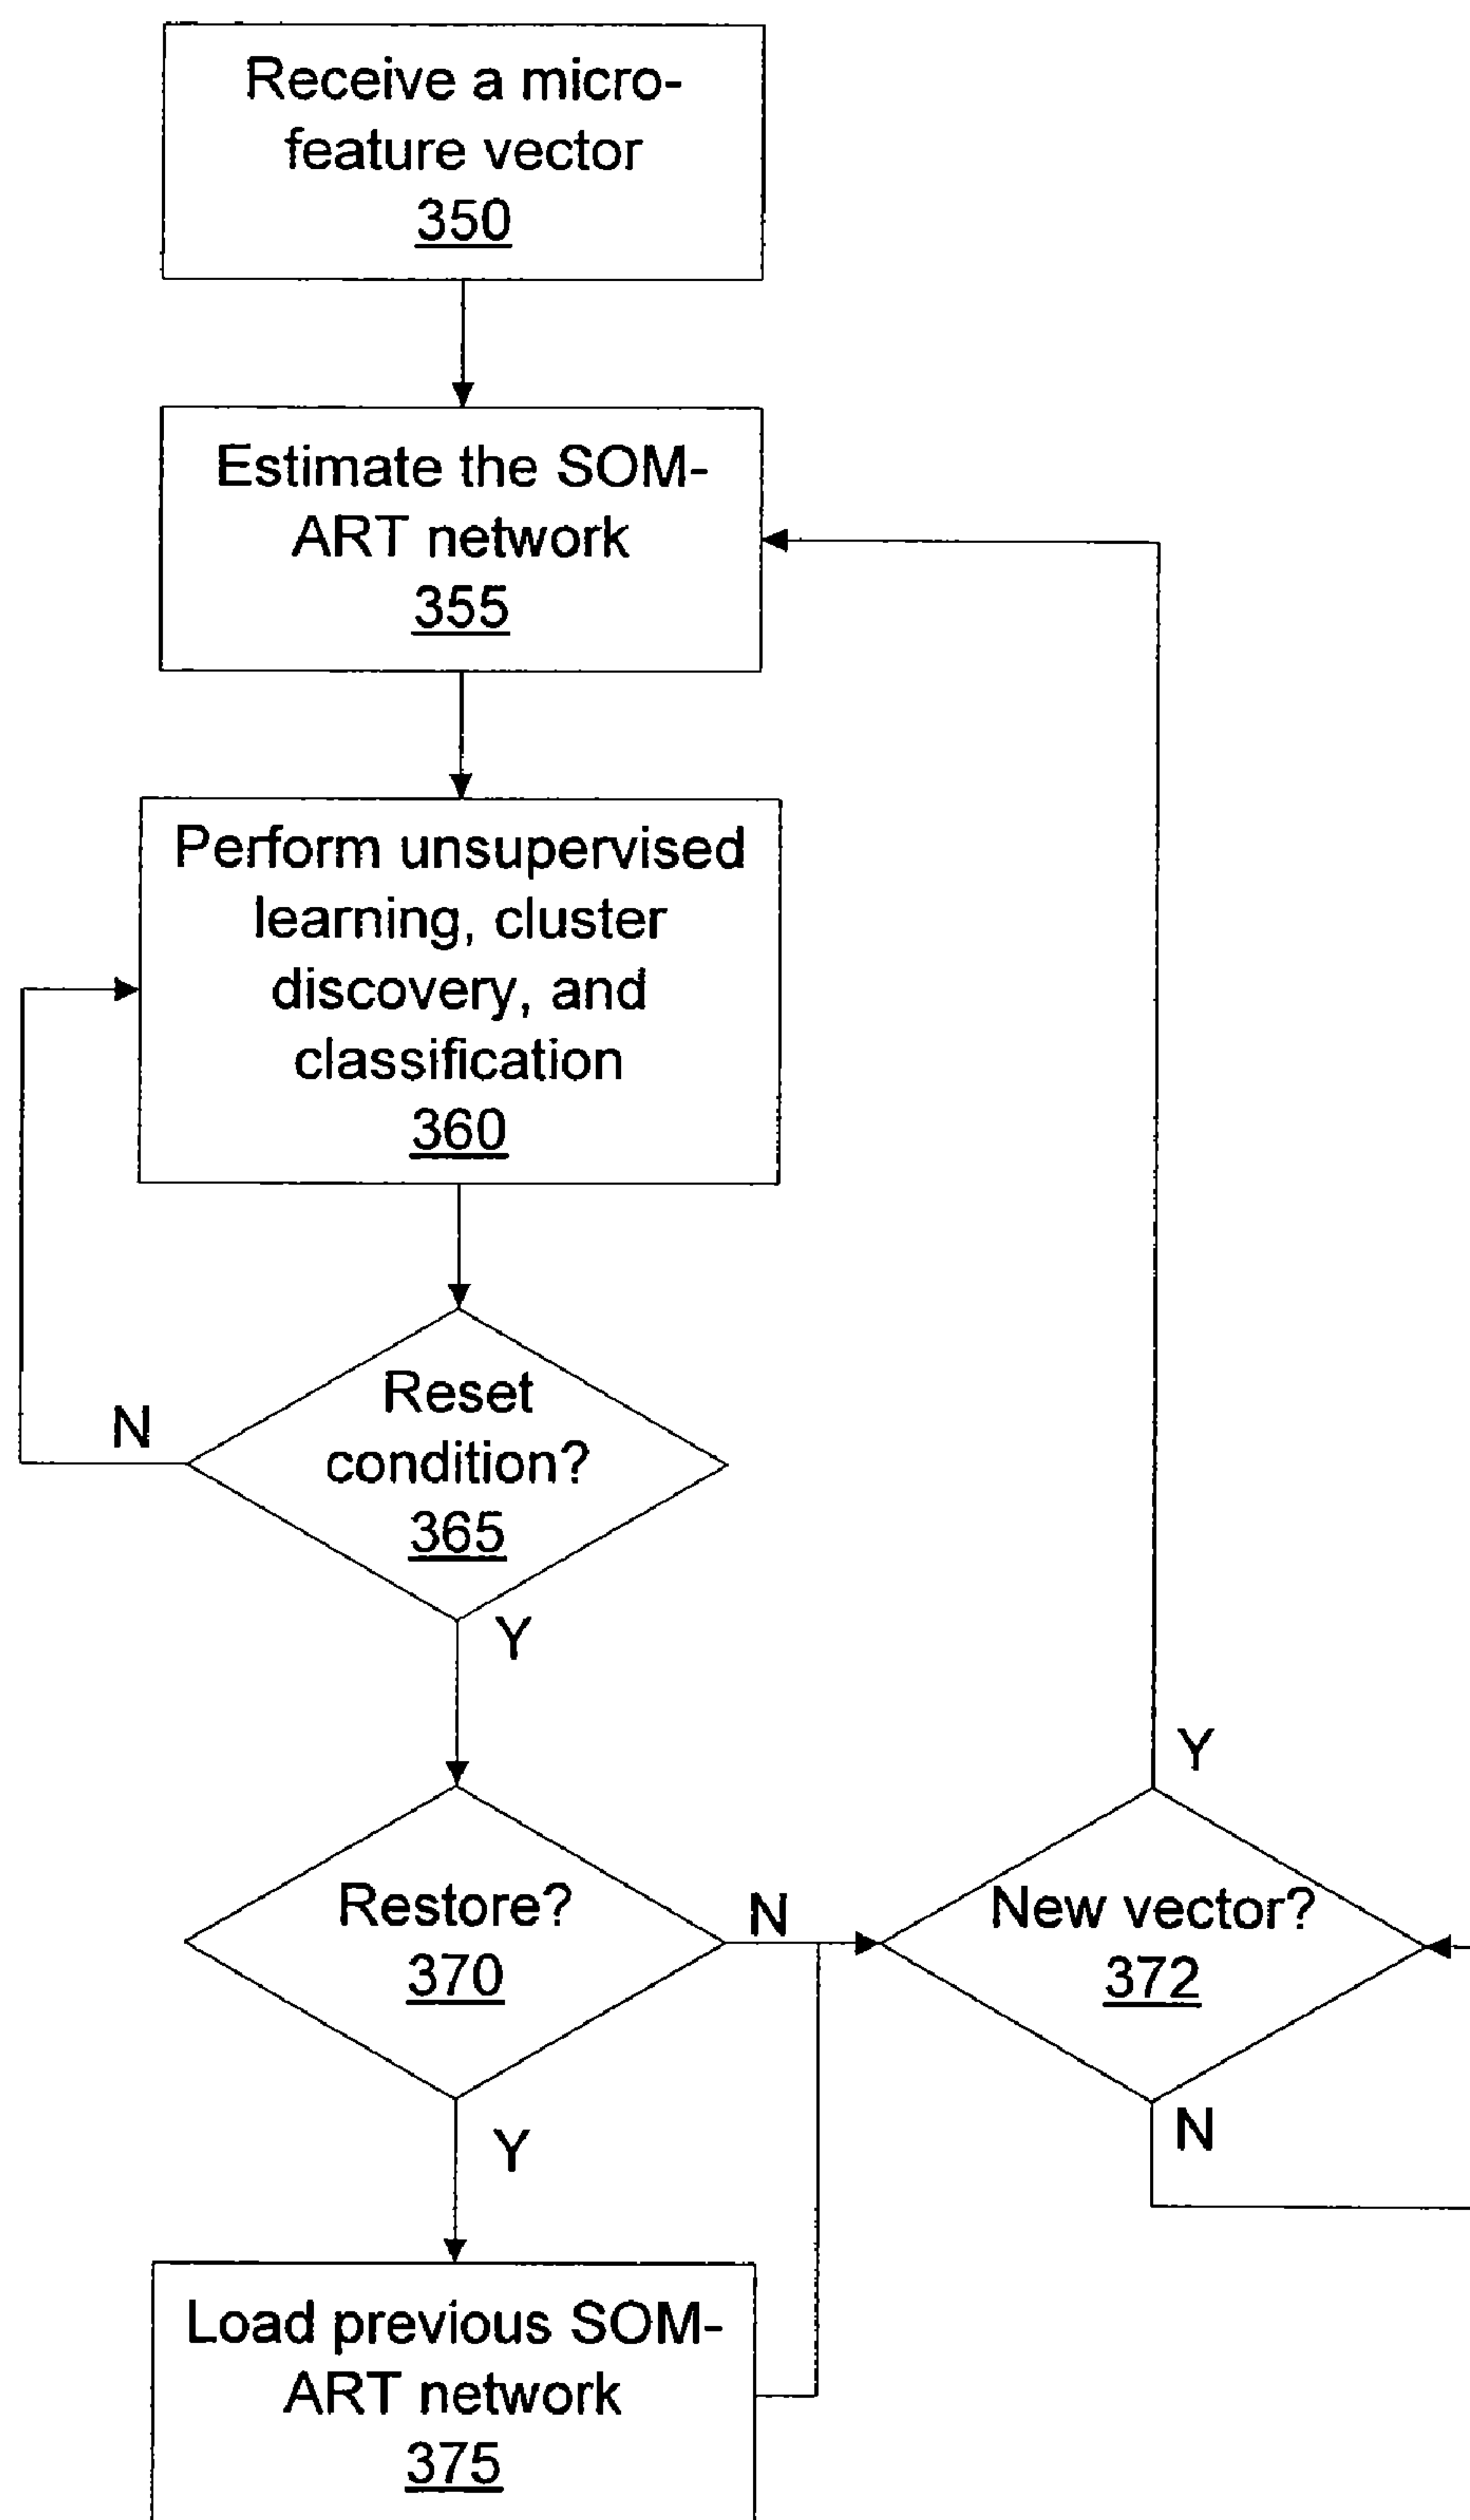 Receive a micro-
feature vector
350
Estimate the SOM-
ART network
355
Perform unsupervised
learning, cluster
discovery, and
classification
360
Reset
condition?
365
N
Y
Restore?
370
N
Y
New vector?
372
Y
N
Load previous SOM-
ART network
375